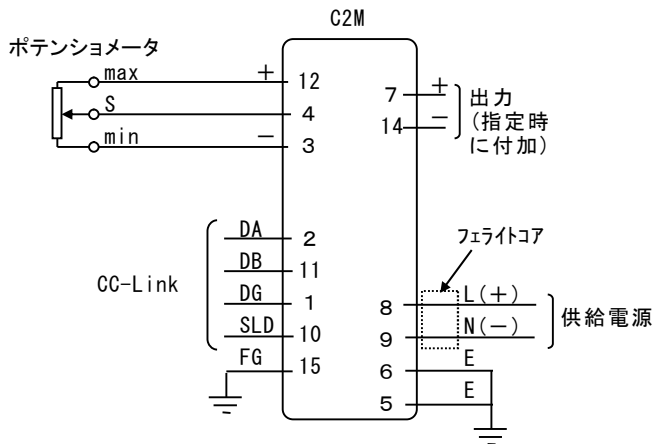 C2M
ポテンショメータ
max
+
12
S
4
min
−
3
7
+
14
−
出力
(指定時
に付加)
DA
2
DB
11
CC-Link
DG
1
SLD
10
FG
15
フェライトコア
8
L(+)
供給電源
9
N(−)
6
E
5
E